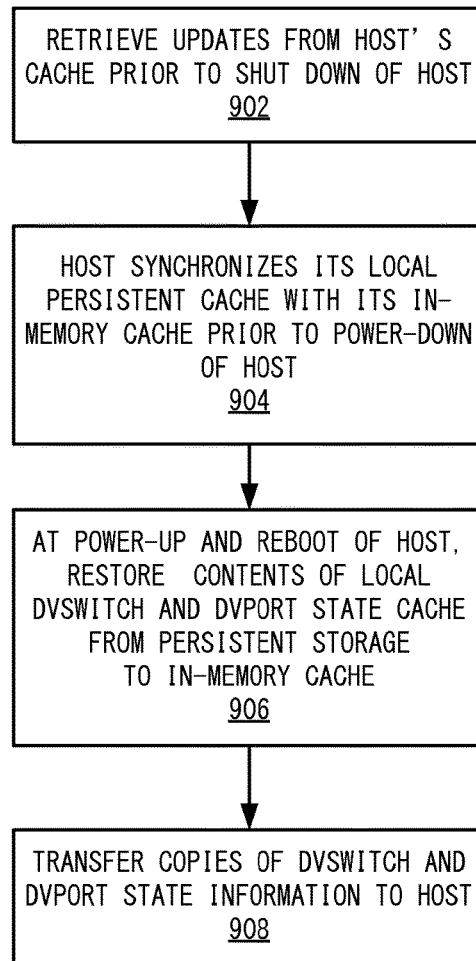 RETRIEVE UPDATES FROM HOST'S
CACHE PRIOR TO SHUT DOWN OF HOST
902
HOST SYNCHRONIZES ITS LOCAL
PERSISTENT CACHE WITH ITS IN-
MEMORY CACHE PRIOR TO POWER-DOWN
OF HOST
904
AT POWER-UP AND REBOOT OF HOST,
RESTORE CONTENTS OF LOCAL
DVSWITCH AND DVPORT STATE CACHE
FROM PERSISTENT STORAGE
TO IN-MEMORY CACHE
906
TRANSFER COPIES OF DVSWITCH AND
DVPORT STATE INFORMATION TO HOST
908